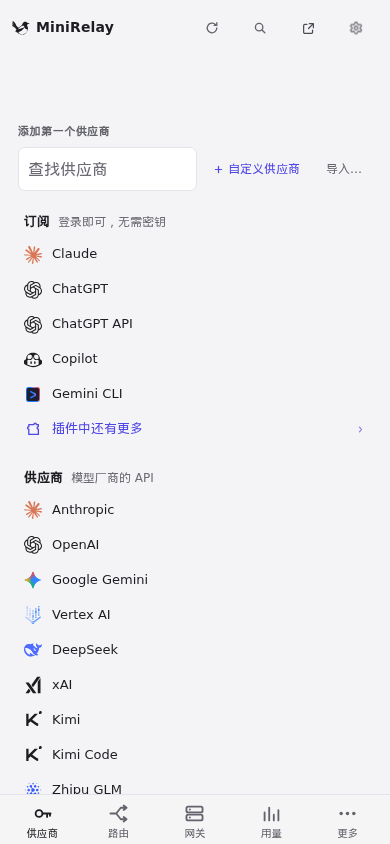 MiniRelay
添加第一个供应商
查找供应商
+ 自定义供应商
导入…
订阅 登录即可，无需密钥
Claude
ChatGPT
ChatGPT API
Copilot
Gemini CLI
插件中还有更多
供应商 模型厂商的 API
Anthropic
OpenAI
Google Gemini
Vertex AI
DeepSeek
xAI
Kimi
Kimi Code
Zhipu GLM
供应商
路由
网关
用量
更多